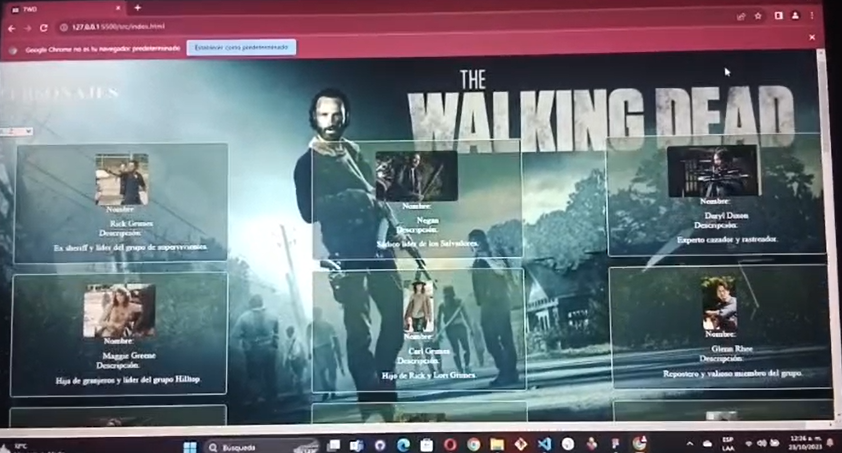 TWD
127.0.0.1:5500/src/index.html
Google Chrome no es tu navegador predeterminado
Establecer como predeterminado
THE
WALKING DEAD
Nombre:
Rick Grimes
Descripción:
Ex sheriff y líder del grupo de supervivientes.
Nombre:
Negan
Descripción:
líder de los Salvadores.
Nombre:
Daryl Dixon
Descripción:
Experto cazador y rastreador.
Nombre:
Maggie Greene
Descripción:
Hija de granjeros y líder del grupo Hilltop.
Nombre:
Carl Grimes
Descripción:
Hijo de Rick y Lori Grimes.
Nombre:
Glenn Rhee
Descripción:
Repostero y valioso miembro del grupo.
12°C
Búsqueda
ESP
LAA
12:26 a. m.
25/10/2023